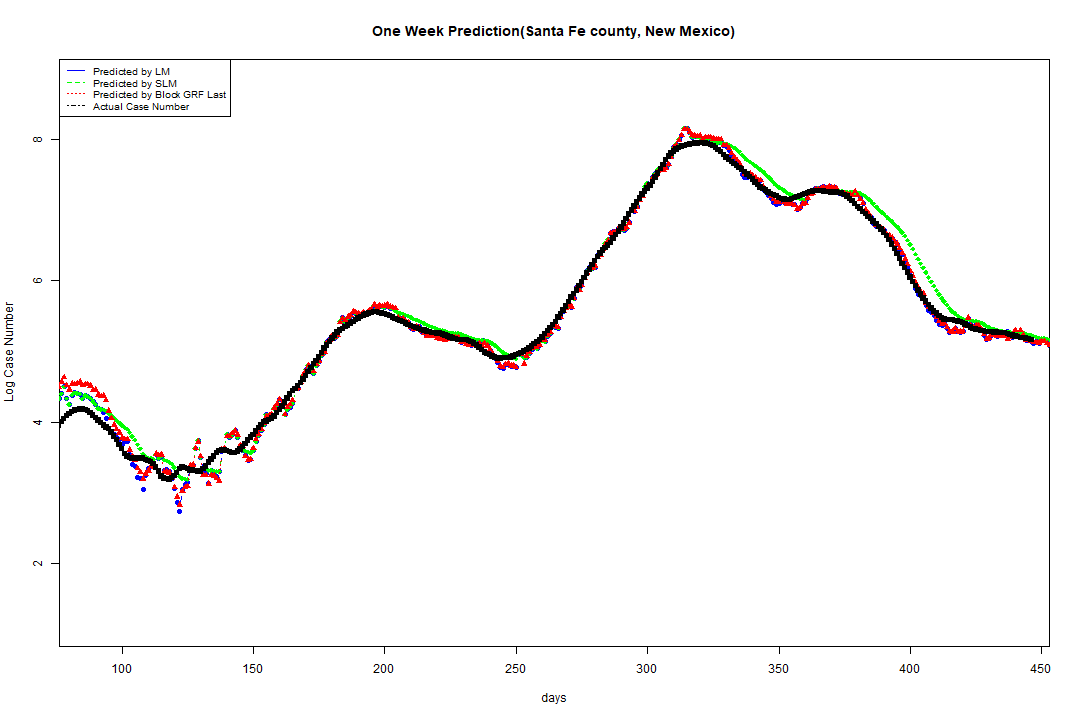 One Week Prediction(Santa Fe county, New Mexico)
Predicted by LM
Predicted by SLM
Predicted by Block GRF Last
Actual Case Number
8
6
4
2
Log Case Number
100 150 200 250 300 350 400 450
days